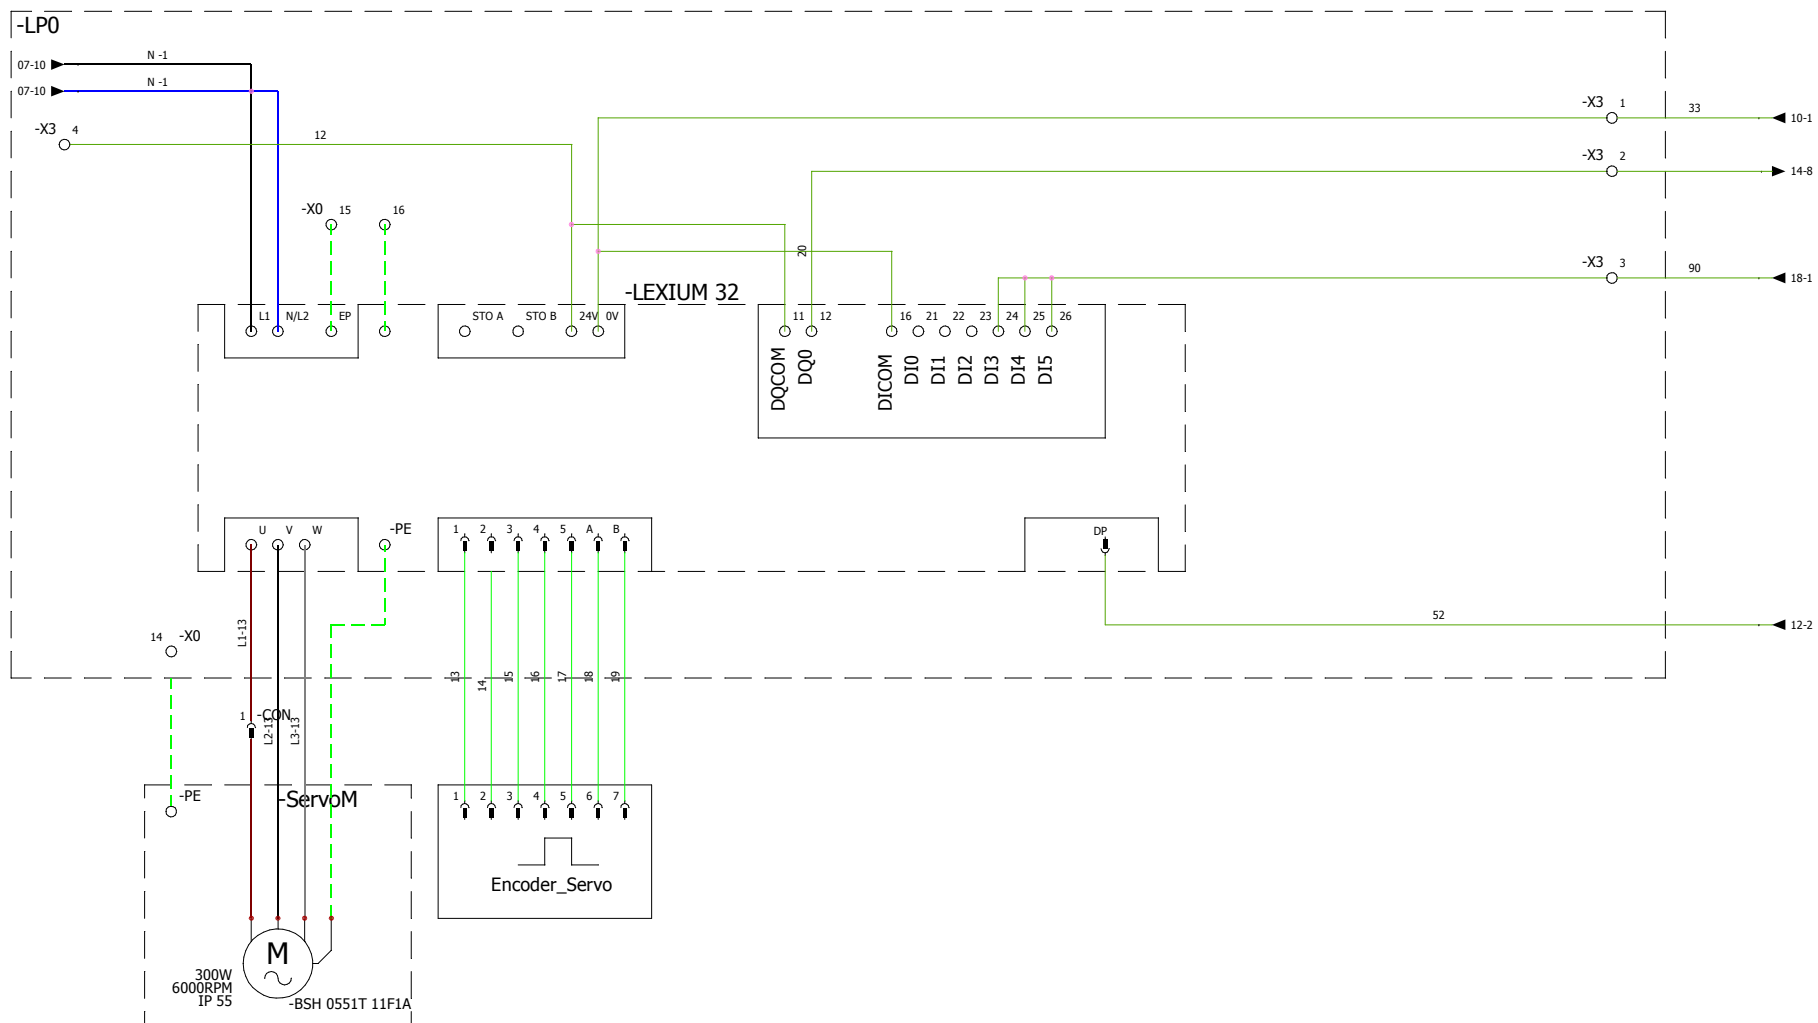 -LP0
07-10
N -1
07-10
N -1
-X3 4
12
-X3 1
33
10-1
-X3 2
14-8
-X0 15
16
20
-X3 3
90
18-1
-LEXIUM 32
L1
N/L2
EP
STO A
STO B
24V
0V
11
12
16
21
22
23
24
25
26
DQCOM
DQ0
DICOM
DI0
DI1
DI2
DI3
DI4
DI5
U
V
W
-PE
1
2
3
4
5
A
B
DP
52
12-2
14 -X0
L1-13
13
14
15
16
17
18
19
1 -CON
L2-13
L3-13
-PE
-ServoM
1
2
3
4
5
6
7
Encoder_Servo
M
300W
6000RPM
IP 55
-BSH 0551T 11F1A